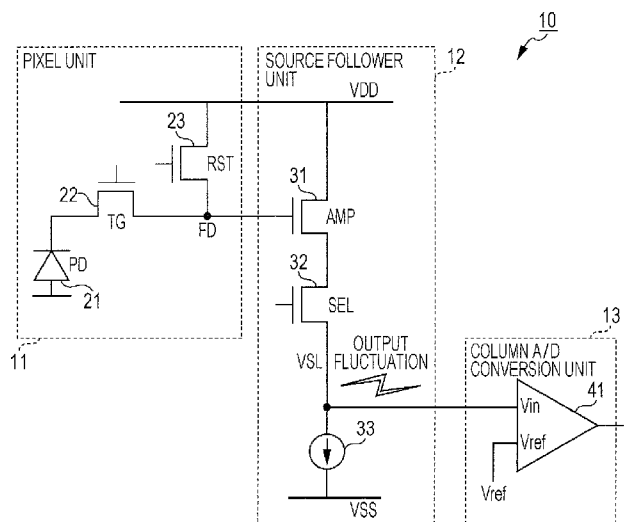 10
PIXEL UNIT
SOURCE FOLLOWER
UNIT
12
VDD
23
RST
31
AMP
22
TG
FD
PD
21
32
SEL
11
VSL
OUTPUT
FLUCTUATION
13
COLUMN A/D
CONVERSION UNIT
41
Vin
33
Vref
Vref
VSS